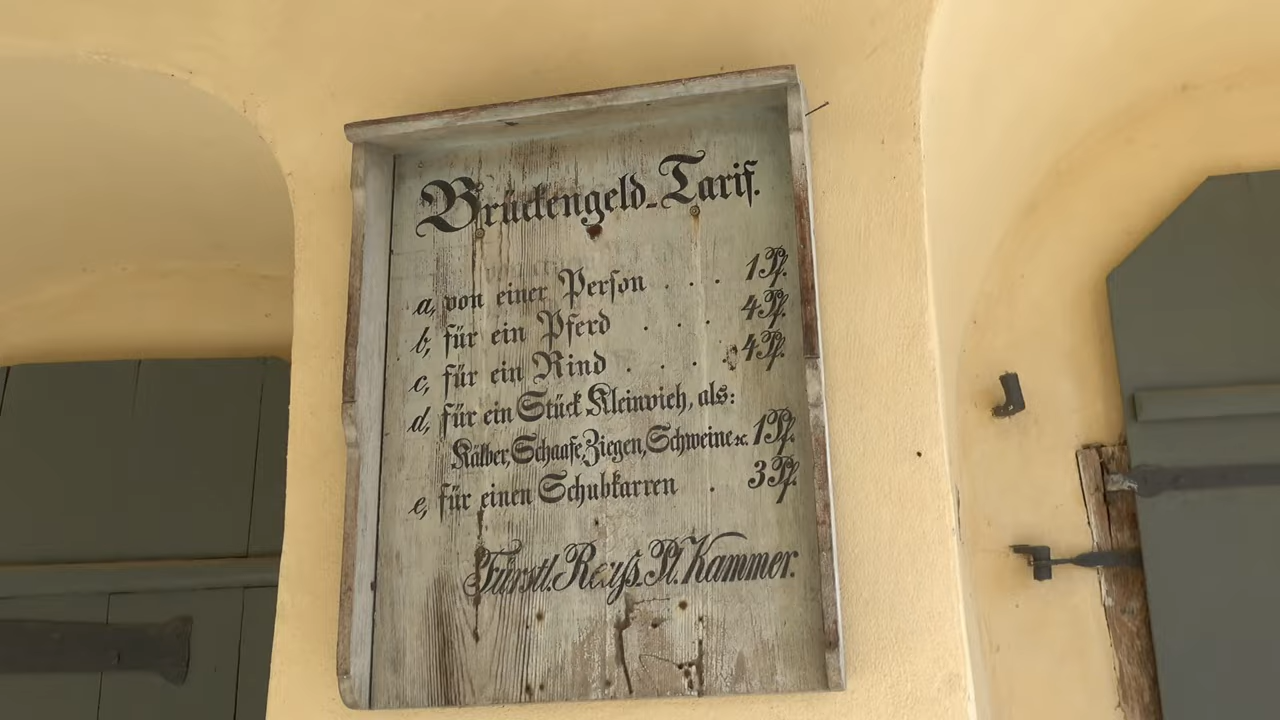 Brückengeld-Tarif.
a, von einer Person . . . 1 Pf.
b, für ein Pferd . . . 4 Pf.
c, für ein Rind . . . 4 Pf.
d, für ein Stück Kleinvieh, als:
Kälber, Schaafe, Ziegen, Schweine ꝛc. 1 Pf.
e, für einen Schubkarren . 3 Pf.
Fürstl. Reuß. Pl. Kammer.